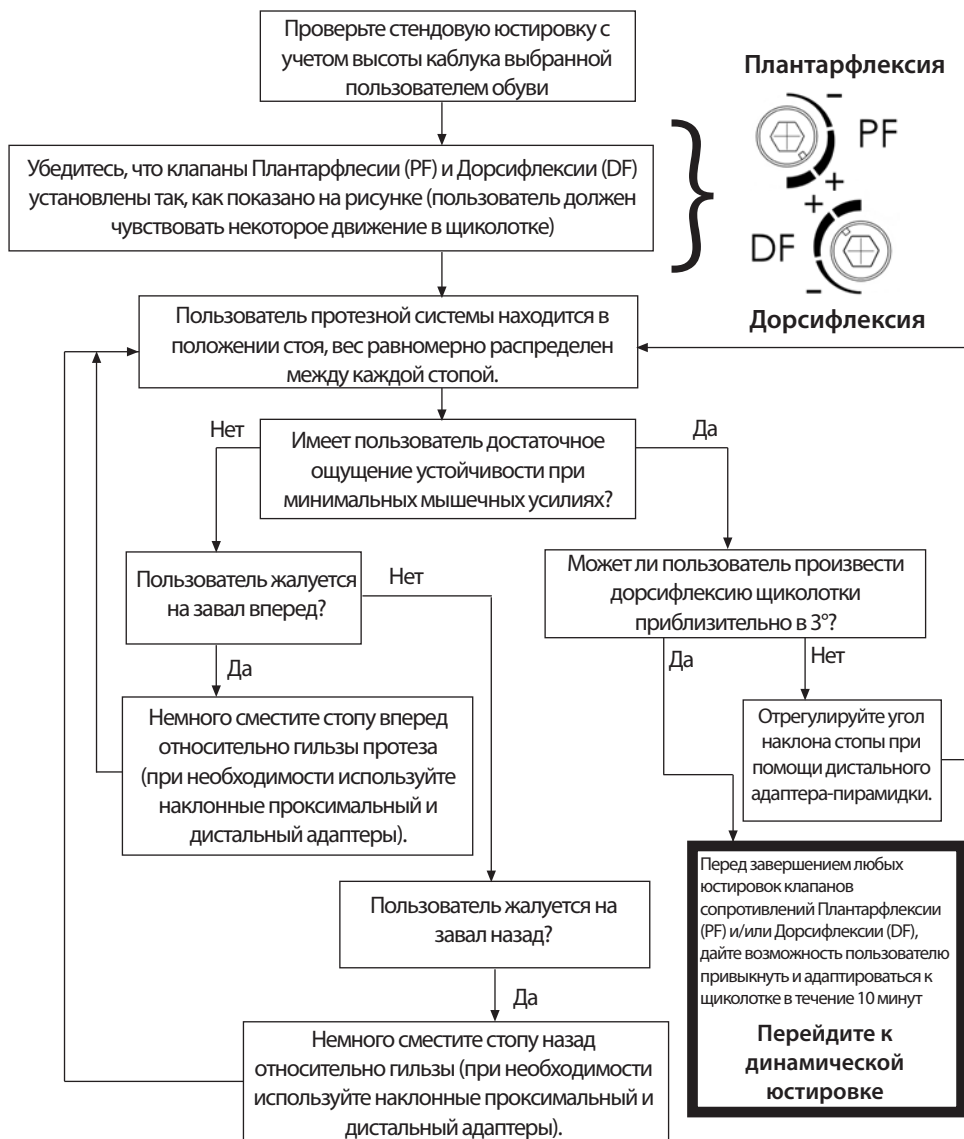 Проверьте стендовую юстировку с
учетом высоты каблука выбранной
пользователем обуви
Плантарфлексия
−
PF
+
Убедитесь, что клапаны Плантарфлесии (PF) и Дорсифлексии (DF)
установлены так, как показано на рисунке (пользователь должен
чувствовать некоторое движение в щиколотке)
+
DF
−
Дорсифлексия
Пользователь протезной системы находится в
положении стоя, вес равномерно распределен
между каждой стопой.
Нет
Имеет пользователь достаточное
ощущение устойчивости при
минимальных мышечных усилиях?
Да
Пользователь жалуется
на завал вперед?
Нет
Может ли пользователь произвести
дорсифлексию щиколотки
приблизительно в 3°?
Да
Да
Нет
Немного сместите стопу вперед
относительно гильзы протеза
(при необходимости используйте
наклонные проксимальный и
дистальный адаптеры).
Отрегулируйте угол
наклона стопы при
помощи дистального
адаптера-пирамидки.
Пользователь жалуется на
завал назад?
Да
Немного сместите стопу назад
относительно гильзы (при необходимости
используйте наклонные проксимальный и
дистальный адаптеры).
Перед завершением любых
юстировок клапанов
сопротивлений Плантарфлексии
(PF) и/или Дорсифлексии (DF),
дайте возможность пользователю
привыкнуть и адаптироваться к
щиколотке в течение 10 минут
Перейдите к
динамической
юстировке